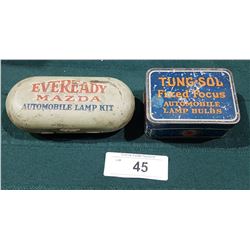 EVEREADY
MAZDA
AUTOMOBILE LAMP KIT
TUNG-SOL
Fixed Focus
AUTOMOBILE
LAMP BULBS
45